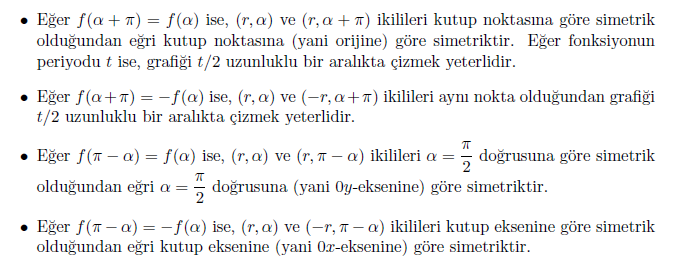 • Eğer f(α + π) = f(α) ise, (r, α) ve (r, α + π) ikilileri kutup noktasına göre simetrik
olduğundan eğri kutup noktasına (yani orijine) göre simetriktir. Eğer fonksiyonun
periyodu t ise, grafiği t/2 uzunluklu bir aralıkta çizmek yeterlidir.
• Eğer f(α+π) = −f(α) ise, (r, α) ve (−r, α+π) ikilileri aynı nokta olduğundan grafiği
t/2 uzunluklu bir aralıkta çizmek yeterlidir.
• Eğer f(π − α) = f(α) ise, (r, α) ve (r, π − α) ikilileri α = π/2 doğrusuna göre simetrik
olduğundan eğri α = π/2 doğrusuna (yani 0y-eksenine) göre simetriktir.
• Eğer f(π − α) = −f(α) ise, (r, α) ve (−r, π − α) ikilileri kutup eksenine göre simetrik
olduğundan eğri kutup eksenine (yani 0x-eksenine) göre simetriktir.